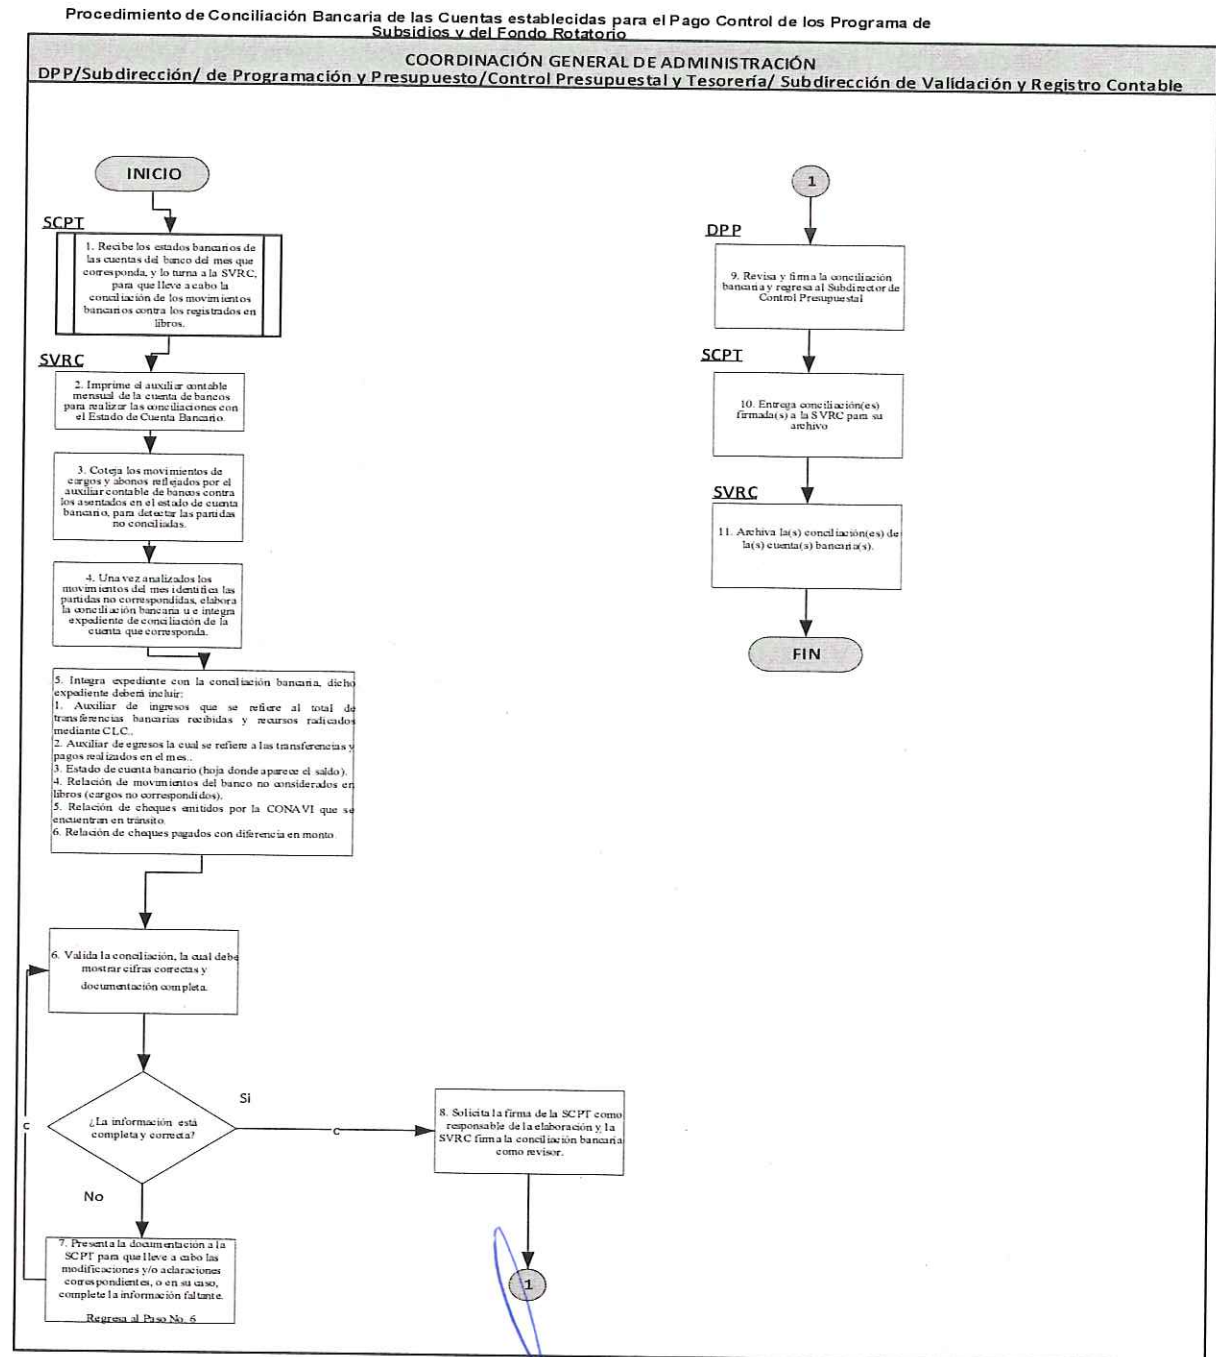 Procedimiento de Conciliación Bancaria de las Cuentas establecidas para el Pago Control de los Programa de
Subsidios y del Fondo Rotatorio
COORDINACIÓN GENERAL DE ADMINISTRACIÓN
DPP/Subdirección/ de Programación y Presupuesto/Control Presupuestal y Tesorería/ Subdirección de Validación y Registro Contable
INICIO
SCPT
1. Recibe los estados bancarios de
las cuentas del banco del mes que
corresponda, y lo turna a la SVRC,
para que lleve a cabo la
conciliación de los movimientos
bancarios contra los registrados en
libros.
SVRC
2. Imprime el auxiliar contable
mensual de la cuenta de bancos
para realizar las conciliaciones con
el Estado de Cuenta Bancario.
3. Coteja los movimientos de
cargos y abonos reflejados por el
auxiliar contable de bancos contra
los asentados en el estado de cuenta
bancario, para detectar las partidas
no conciliadas.
4. Una vez analizados los
movimientos del mes identifica las
partidas no correspondidas, elabora
la conciliación bancaria u e integra
expediente de conciliación de la
cuenta que corresponda.
5. Integra expediente con la conciliación bancaria, dicho
expediente deberá incluir:
1. Auxiliar de ingresos que se refiere al total de
transferencias bancarias recibidas y recursos radicados
mediante CLC..
2. Auxiliar de egresos la cual se refiere a las transferencias y
pagos realizados en el mes..
3. Estado de cuenta bancario (hoja donde aparece el saldo).
4. Relación de movimientos del banco no considerados en
libros (cargos no correspondidos).
5. Relación de cheques emitidos por la CONAVI que se
encuentran en tránsito.
6. Relación de cheques pagados con diferencia en monto.
6. Valida la conciliación, la cual debe
mostrar cifras correctas y
documentación completa.
¿La información está
completa y correcta?
Si
No
C
C
7. Presenta la documentación a la
SCPT para que lleve a cabo las
modificaciones y/o aclaraciones
correspondientes, o en su caso,
complete la información faltante.
Regresa al Paso No. 6
8. Solicita la firma de la SCPT como
responsable de la elaboración y la
SVRC firma la conciliación bancaria
como revisor.
1
1
DPP
9. Revisa y firma la conciliación
bancaria y regresa al Subdirector de
Control Presupuestal
SCPT
10. Entrega conciliación(es)
firmada(s) a la SVRC para su
archivo
SVRC
11. Archiva la(s) conciliación(es) de
la(s) cuenta(s) bancaria(s).
FIN